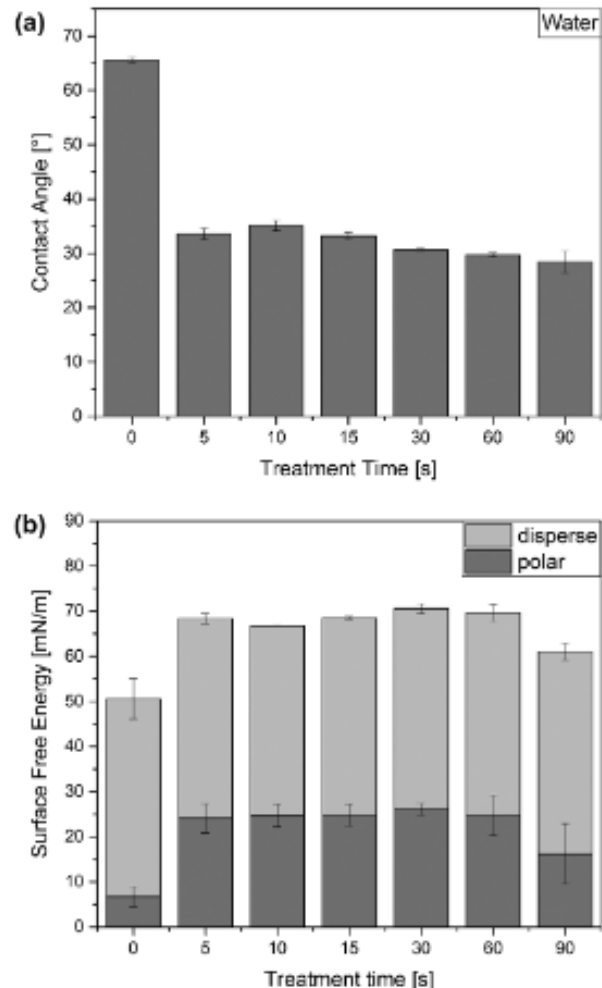 (a)
Water
Contact Angle [°]
70
60
50
40
30
20
10
0
0 5 10 15 30 60 90
Treatment Time [s]
(b)
disperse
polar
Surface Free Energy [mN/m]
90
80
70
60
50
40
30
20
10
0
0 5 10 15 30 60 90
Treatment time [s]